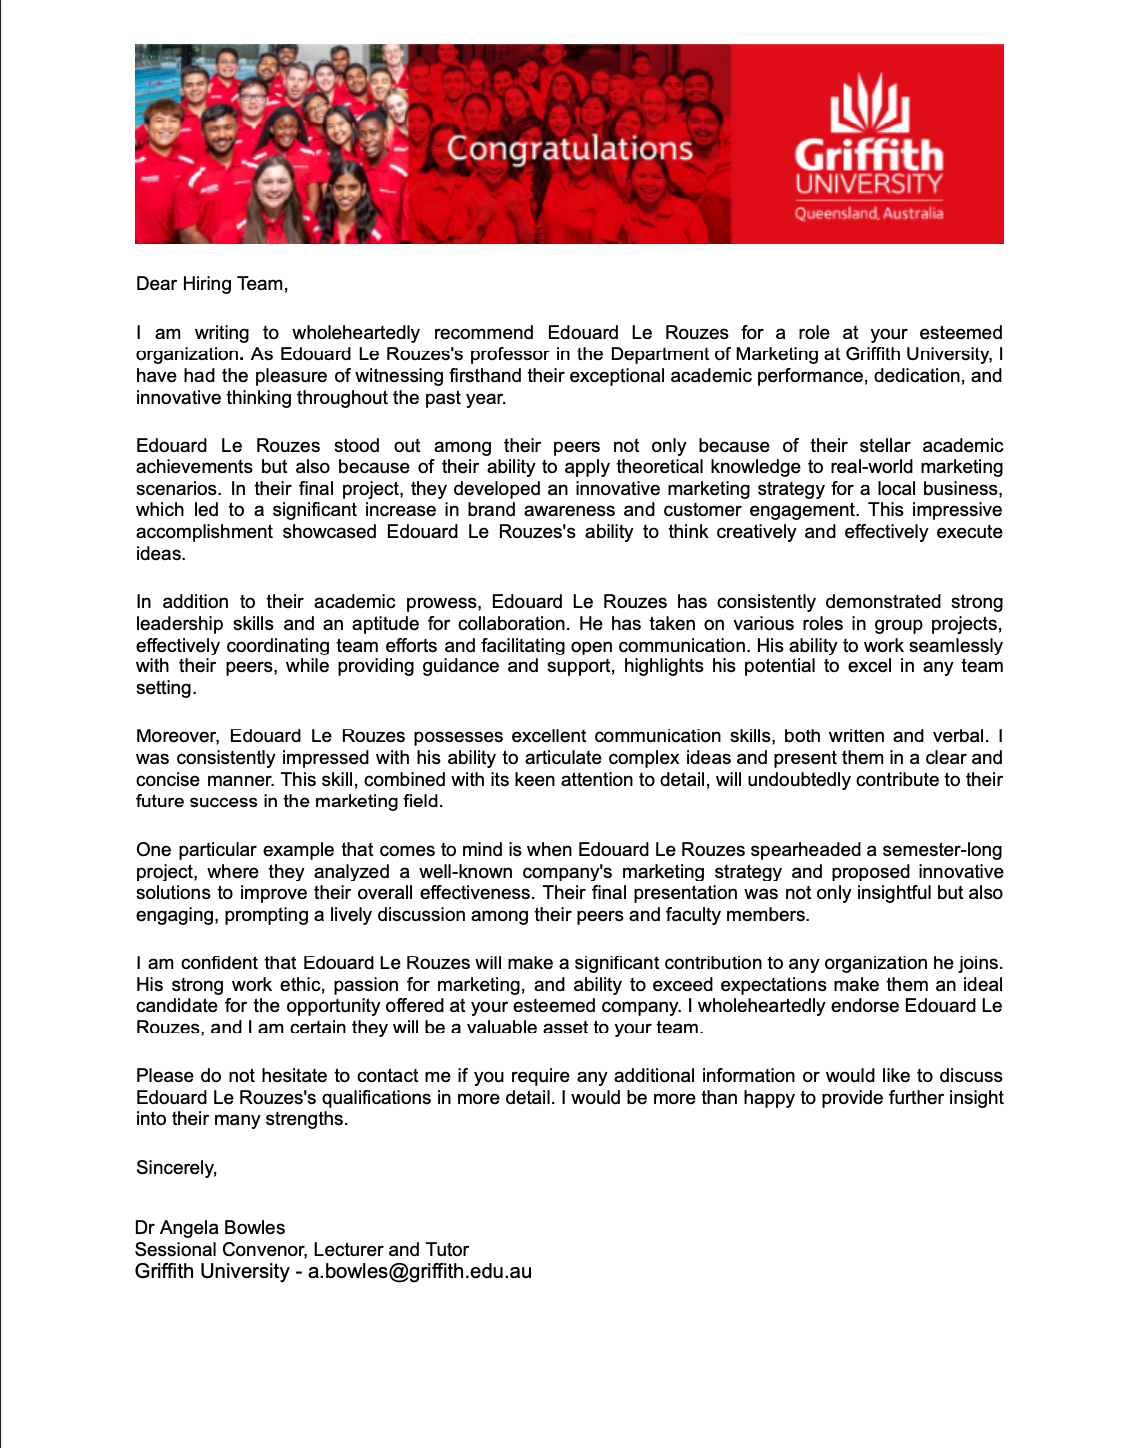 Congratulations
Griffith
UNIVERSITY
Queensland, Australia
Dear Hiring Team,
I am writing to wholeheartedly recommend Edouard Le Rouzes for a role at your esteemed
organization. As Edouard Le Rouzes's professor in the Department of Marketing at Griffith University, I
have had the pleasure of witnessing firsthand their exceptional academic performance, dedication, and
innovative thinking throughout the past year.
Edouard Le Rouzes stood out among their peers not only because of their stellar academic
achievements but also because of their ability to apply theoretical knowledge to real-world marketing
scenarios. In their final project, they developed an innovative marketing strategy for a local business,
which led to a significant increase in brand awareness and customer engagement. This impressive
accomplishment showcased Edouard Le Rouzes's ability to think creatively and effectively execute
ideas.
In addition to their academic prowess, Edouard Le Rouzes has consistently demonstrated strong
leadership skills and an aptitude for collaboration. He has taken on various roles in group projects,
effectively coordinating team efforts and facilitating open communication. His ability to work seamlessly
with their peers, while providing guidance and support, highlights his potential to excel in any team
setting.
Moreover, Edouard Le Rouzes possesses excellent communication skills, both written and verbal. I
was consistently impressed with his ability to articulate complex ideas and present them in a clear and
concise manner. This skill, combined with its keen attention to detail, will undoubtedly contribute to their
future success in the marketing field.
One particular example that comes to mind is when Edouard Le Rouzes spearheaded a semester-long
project, where they analyzed a well-known company's marketing strategy and proposed innovative
solutions to improve their overall effectiveness. Their final presentation was not only insightful but also
engaging, prompting a lively discussion among their peers and faculty members.
I am confident that Edouard Le Rouzes will make a significant contribution to any organization he joins.
His strong work ethic, passion for marketing, and ability to exceed expectations make them an ideal
candidate for the opportunity offered at your esteemed company. I wholeheartedly endorse Edouard Le
Rouzes, and I am certain they will be a valuable asset to your team.
Please do not hesitate to contact me if you require any additional information or would like to discuss
Edouard Le Rouzes's qualifications in more detail. I would be more than happy to provide further insight
into their many strengths.
Sincerely,
Dr Angela Bowles
Sessional Convenor, Lecturer and Tutor
Griffith University - a.bowles@griffith.edu.au